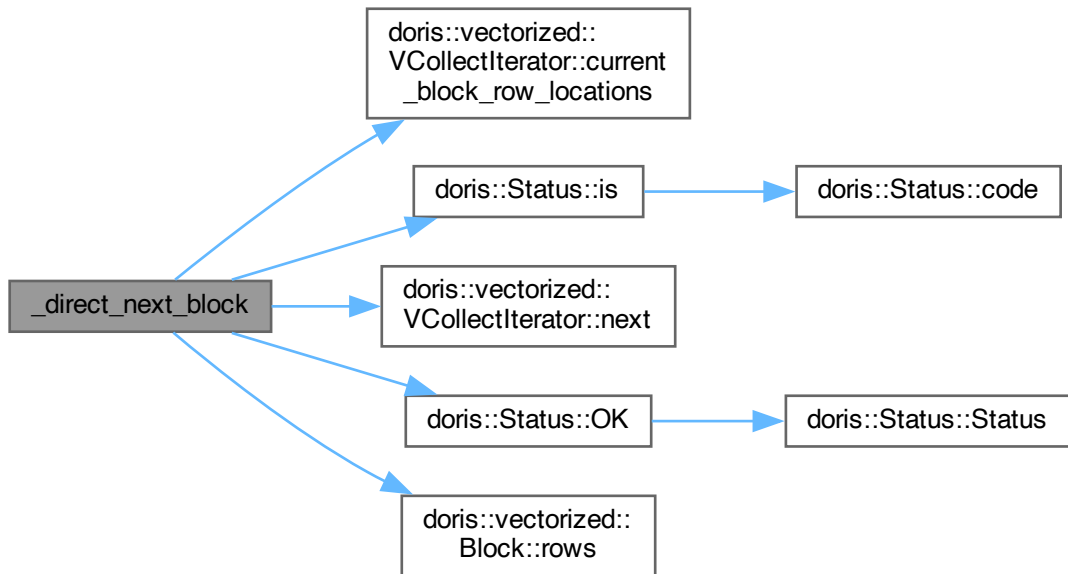 doris::vectorized::
VCollectIterator::current
_block_row_locations
doris::Status::is
doris::Status::code
_direct_next_block
doris::vectorized::
VCollectIterator::next
doris::Status::OK
doris::Status::Status
doris::vectorized::
Block::rows